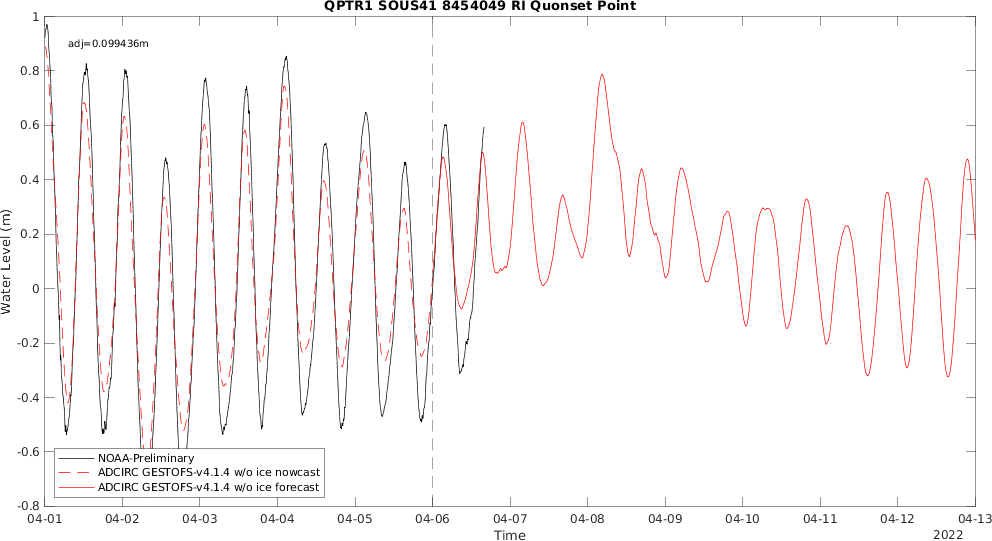 QPTR1 SOUS41 8454049 RI Quonset Point
adj=0.099436m
Water Level (m)
1
0.8
0.6
0.4
0.2
0
-0.2
-0.4
-0.6
-0.8
NOAA-Preliminary
ADCIRC GESTOFS-v4.1.4 w/o ice nowcast
ADCIRC GESTOFS-v4.1.4 w/o ice forecast
04-01 04-02 04-03 04-04 04-05 04-06 04-07 04-08 04-09 04-10 04-11 04-12 04-13
Time
2022